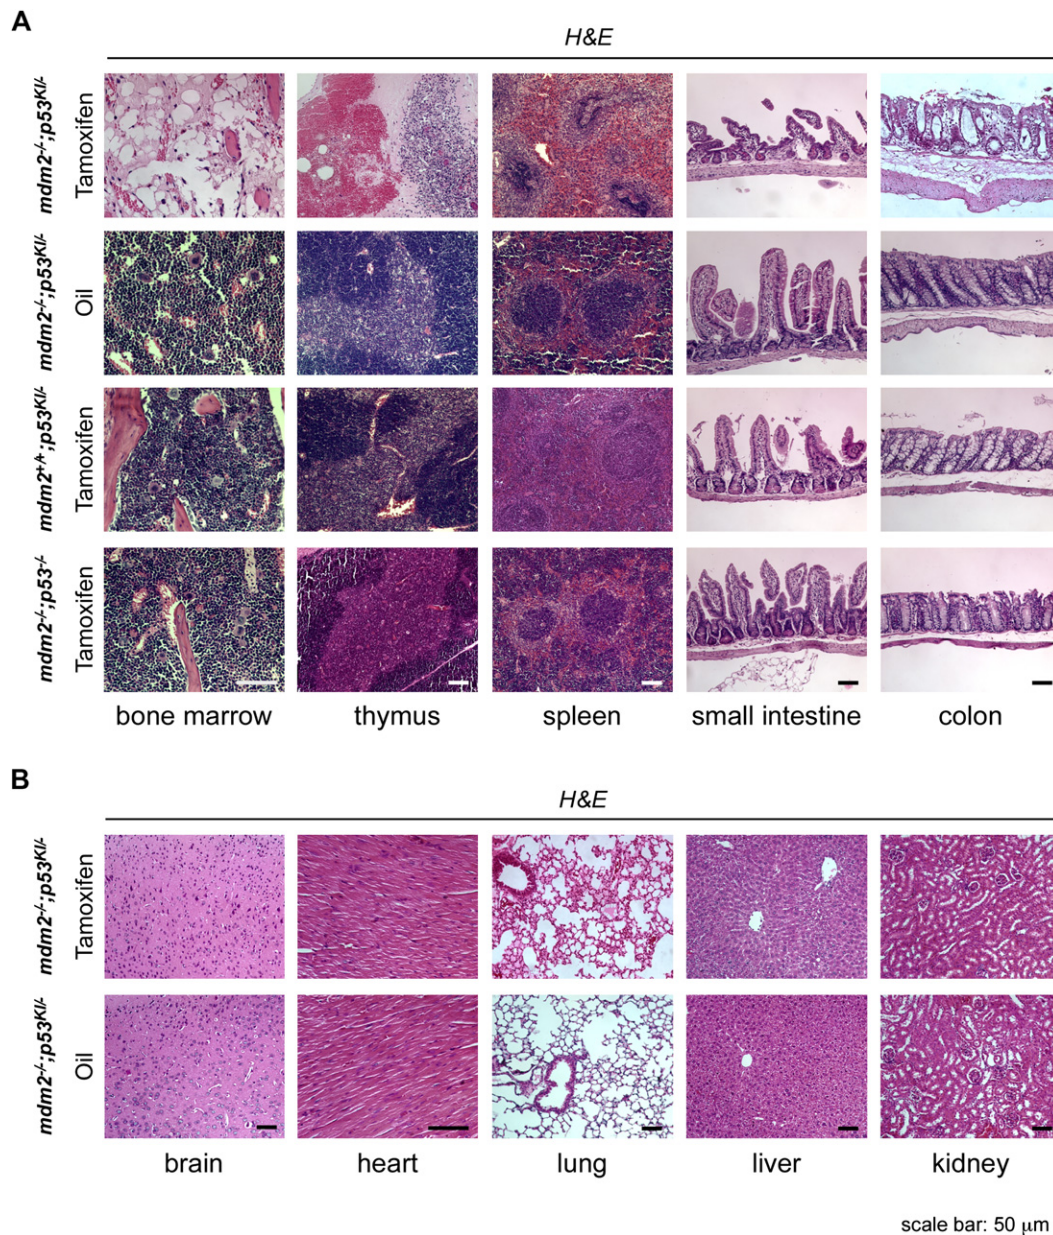 A
H&E
mdm2-/-;p53KI/-
Tamoxifen
mdm2-/-;p53KI/-
Oil
mdm2+/+;p53KI/-
Tamoxifen
mdm2-/-;p53-/-
Tamoxifen
bone marrow thymus spleen small intestine colon
B
H&E
mdm2-/-;p53KI/-
Tamoxifen
mdm2-/-;p53KI/-
Oil
brain heart lung liver kidney
scale bar: 50 μm